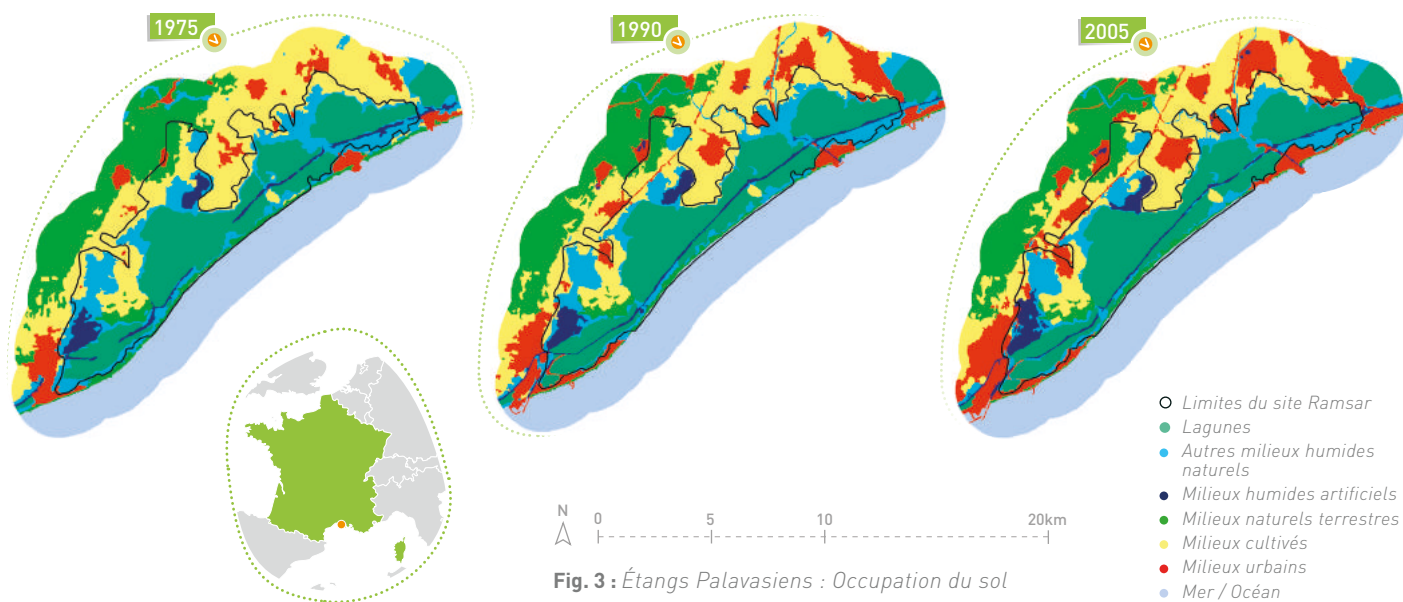 1975
1990
2005
Limites du site Ramsar
Lagunes
Autres milieux humides
naturels
Milieux humides artificiels
Milieux naturels terrestres
Milieux cultivés
Milieux urbains
Mer / Océan
N
0 5 10 20km
Fig. 3 : Étangs Palavasiens : Occupation du sol